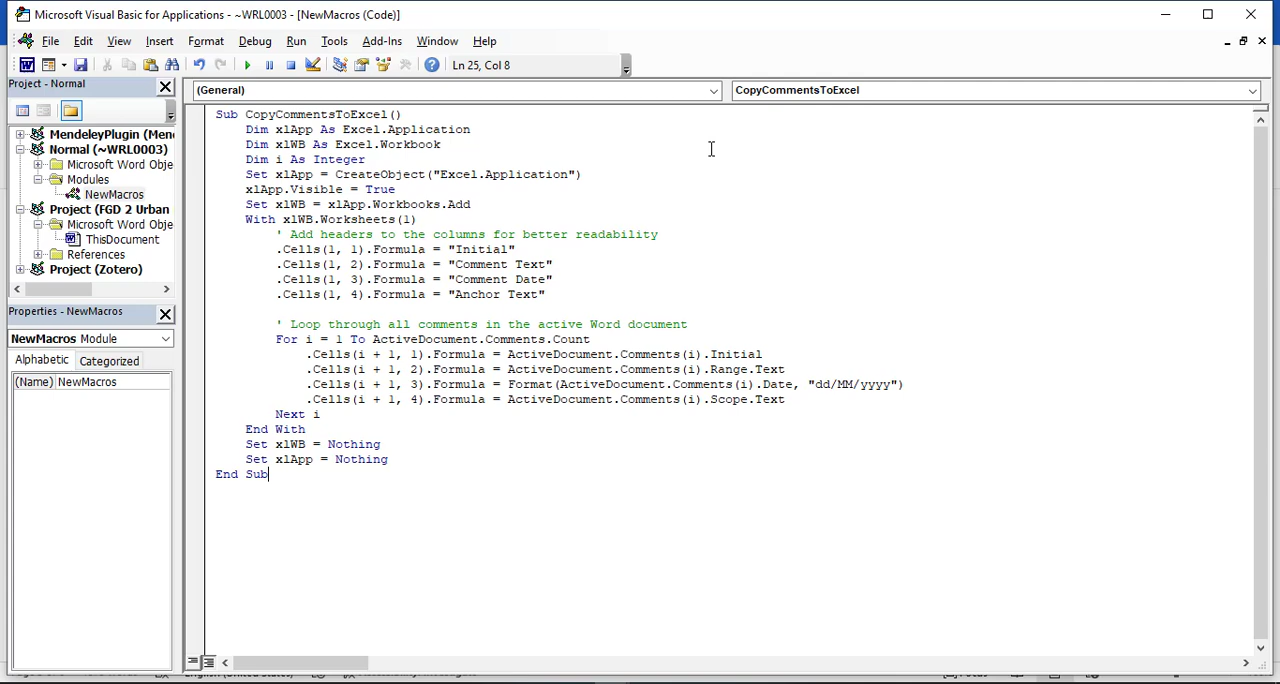 Microsoft Visual Basic for Applications - ~WRL0003 - [NewMacros (Code)]
File Edit View Insert Format Debug Run Tools Add-Ins Window Help
Ln 25, Col 8
Project - Normal
(General)
CopyCommentsToExcel
MendeleyPlugin (Men
Normal (~WRL0003)
Microsoft Word Obje
Modules
NewMacros
Project (FGD 2 Urban
Microsoft Word Obje
ThisDocument
References
Project (Zotero)
Properties - NewMacros
NewMacros Module
Alphabetic Categorized
(Name) NewMacros
Sub CopyCommentsToExcel()
Dim xlApp As Excel.Application
Dim xlWB As Excel.Workbook
Dim i As Integer
Set xlApp = CreateObject("Excel.Application")
xlApp.Visible = True
Set xlWB = xlApp.Workbooks.Add
With xlWB.Worksheets(1)
' Add headers to the columns for better readability
.Cells(1, 1).Formula = "Initial"
.Cells(1, 2).Formula = "Comment Text"
.Cells(1, 3).Formula = "Comment Date"
.Cells(1, 4).Formula = "Anchor Text"
' Loop through all comments in the active Word document
For i = 1 To ActiveDocument.Comments.Count
.Cells(i + 1, 1).Formula = ActiveDocument.Comments(i).Initial
.Cells(i + 1, 2).Formula = ActiveDocument.Comments(i).Range.Text
.Cells(i + 1, 3).Formula = Format(ActiveDocument.Comments(i).Date, "dd/MM/yyyy")
.Cells(i + 1, 4).Formula = ActiveDocument.Comments(i).Scope.Text
Next i
End With
Set xlWB = Nothing
Set xlApp = Nothing
End Sub